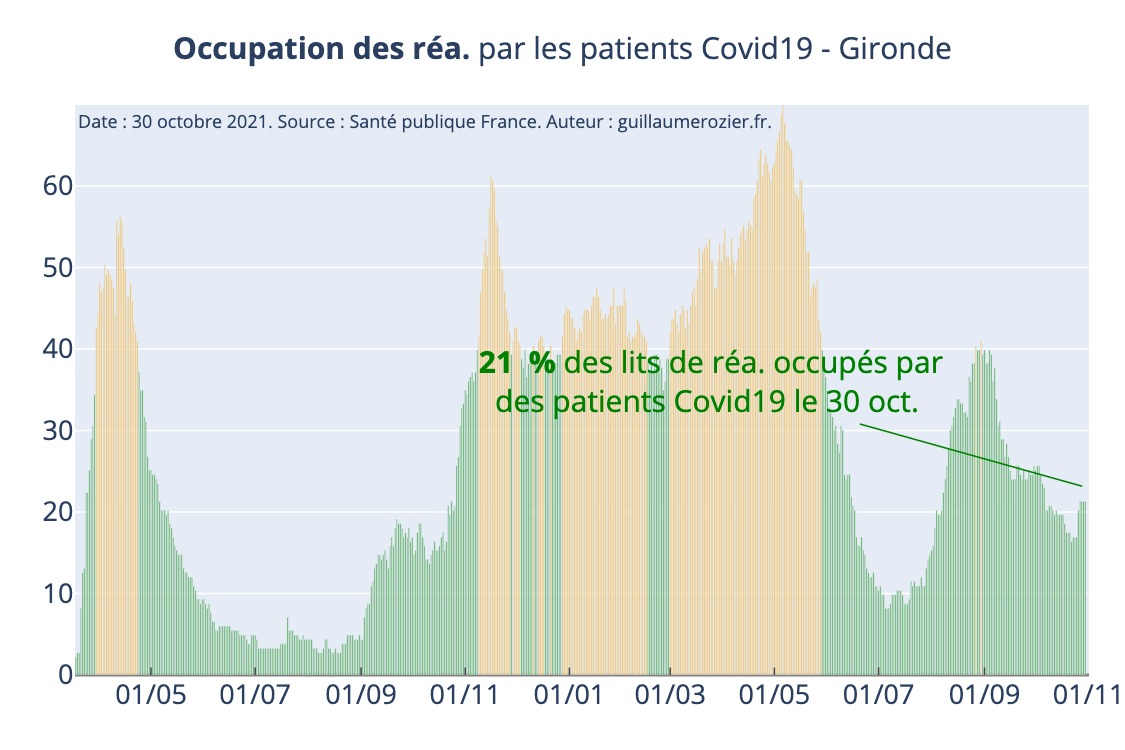 Occupation des réa. par les patients Covid19 - Gironde
Date : 30 octobre 2021. Source : Santé publique France. Auteur : guillaumerozier.fr.
60
50
40
21 % des lits de réa. occupés par
des patients Covid19 le 30 oct.
30
20
10
0
01/05 01/07 01/09 01/11 01/01 01/03 01/05 01/07 01/09 01/11